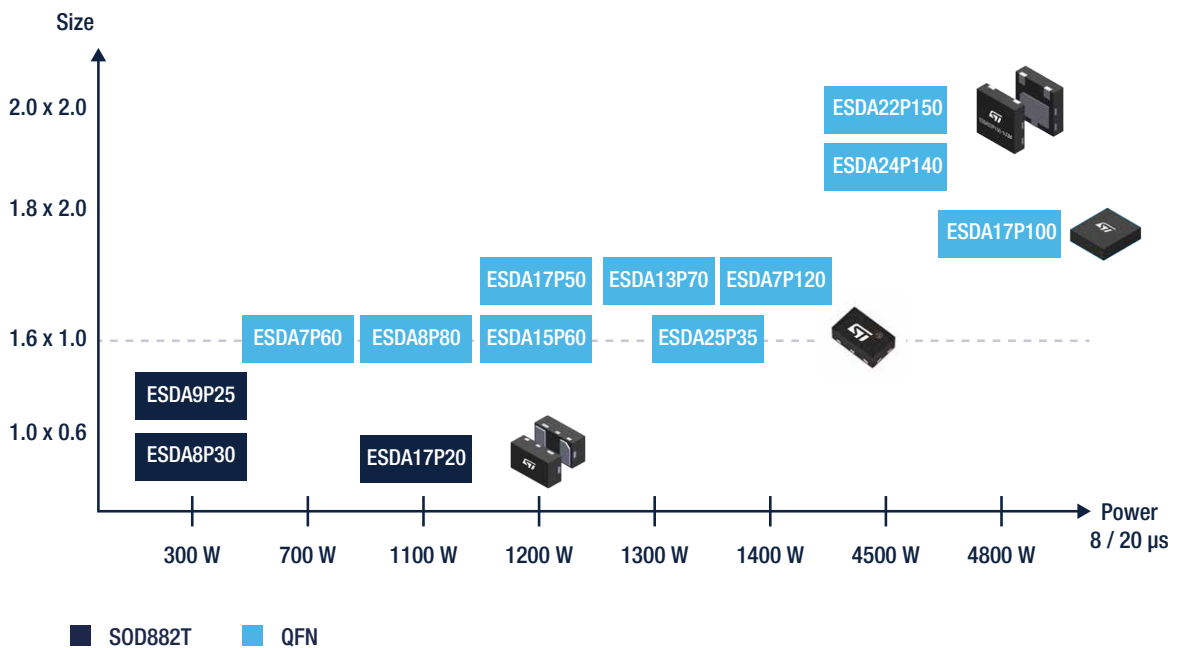 Size
2.0 x 2.0
ESDA22P150
ESDA24P140
1.8 x 2.0
ESDA17P100
ESDA17P50
ESDA13P70
ESDA7P120
1.6 x 1.0
ESDA7P60
ESDA8P80
ESDA15P60
ESDA25P35
ESDA9P25
1.0 x 0.6
ESDA8P30
ESDA17P20
Power
8 / 20 µs
300 W
700 W
1100 W
1200 W
1300 W
1400 W
4500 W
4800 W
SOD882T
QFN